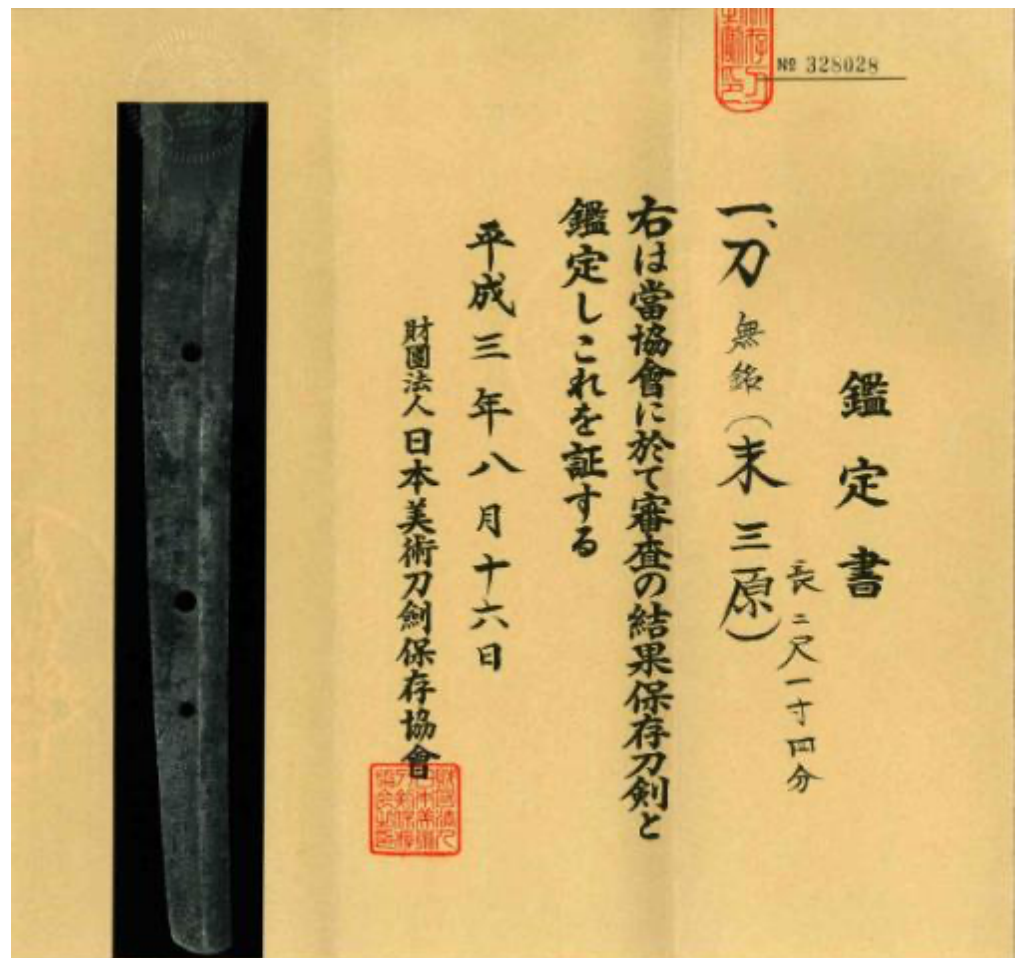 № 328028
鑑定書
長二尺一寸四分
一、刀 無銘（末三原）
右は當協會に於て審査の結果保存刀剣と
鑑定しこれを証する
平成三年八月十六日
財團法人日本美術刀劍保存協會